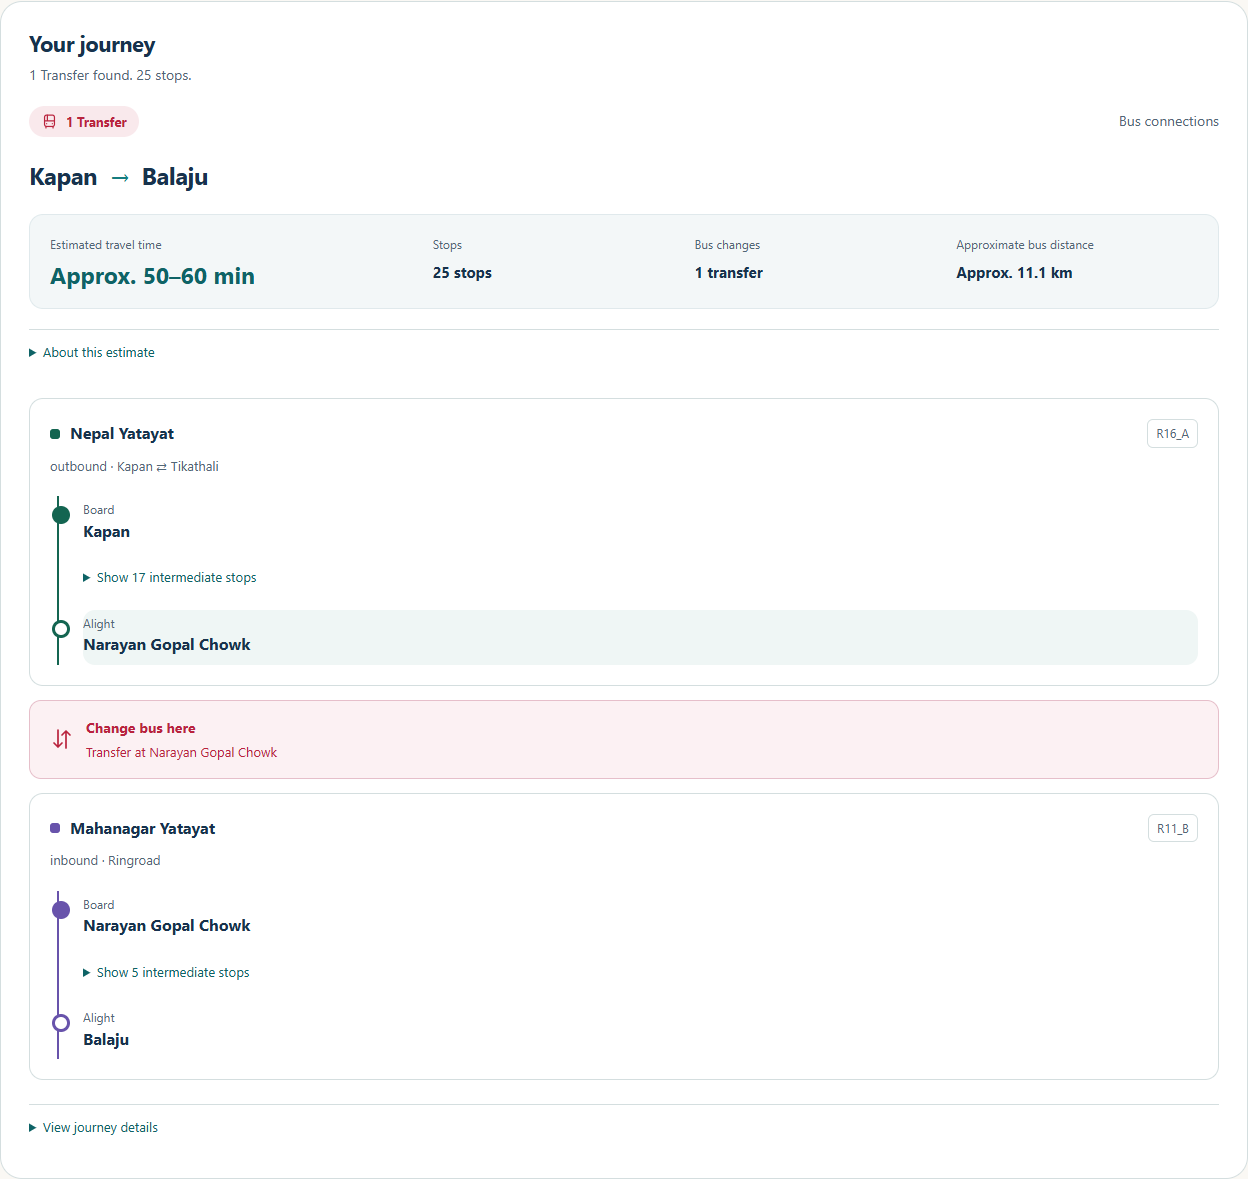 Your journey
1 Transfer found. 25 stops.
1 Transfer
Bus connections
Kapan → Balaju
Estimated travel time
Approx. 50–60 min
Stops
25 stops
Bus changes
1 transfer
Approximate bus distance
Approx. 11.1 km
▶ About this estimate
Nepal Yatayat
R16_A
outbound · Kapan ⇄ Tikathali
Board
Kapan
▶ Show 17 intermediate stops
Alight
Narayan Gopal Chowk
Change bus here
Transfer at Narayan Gopal Chowk
Mahanagar Yatayat
R11_B
inbound · Ringroad
Board
Narayan Gopal Chowk
▶ Show 5 intermediate stops
Alight
Balaju
▶ View journey details